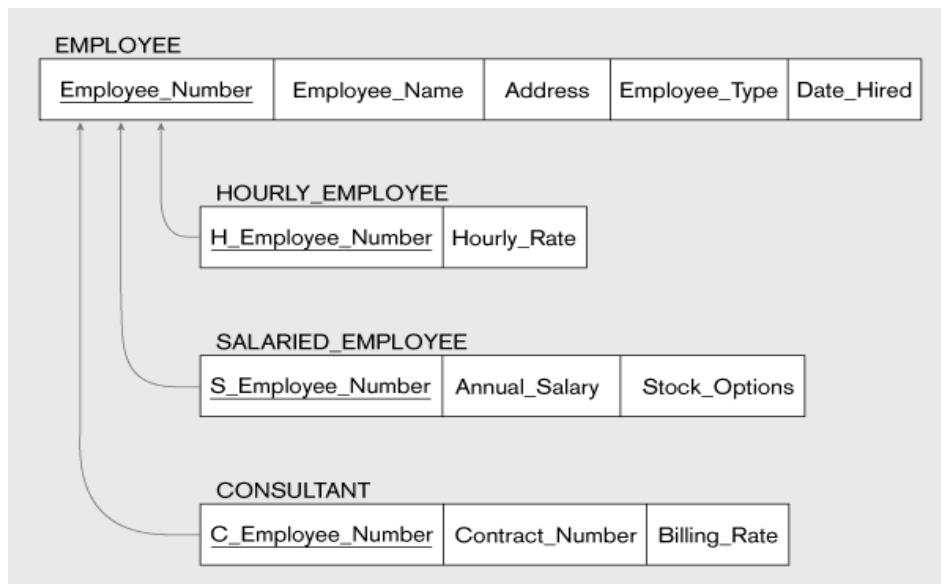 EMPLOYEE
Employee_Number Employee_Name Address Employee_Type Date_Hired
HOURLY_EMPLOYEE
H_Employee_Number Hourly_Rate
SALARIED_EMPLOYEE
S_Employee_Number Annual_Salary Stock_Options
CONSULTANT
C_Employee_Number Contract_Number Billing_Rate